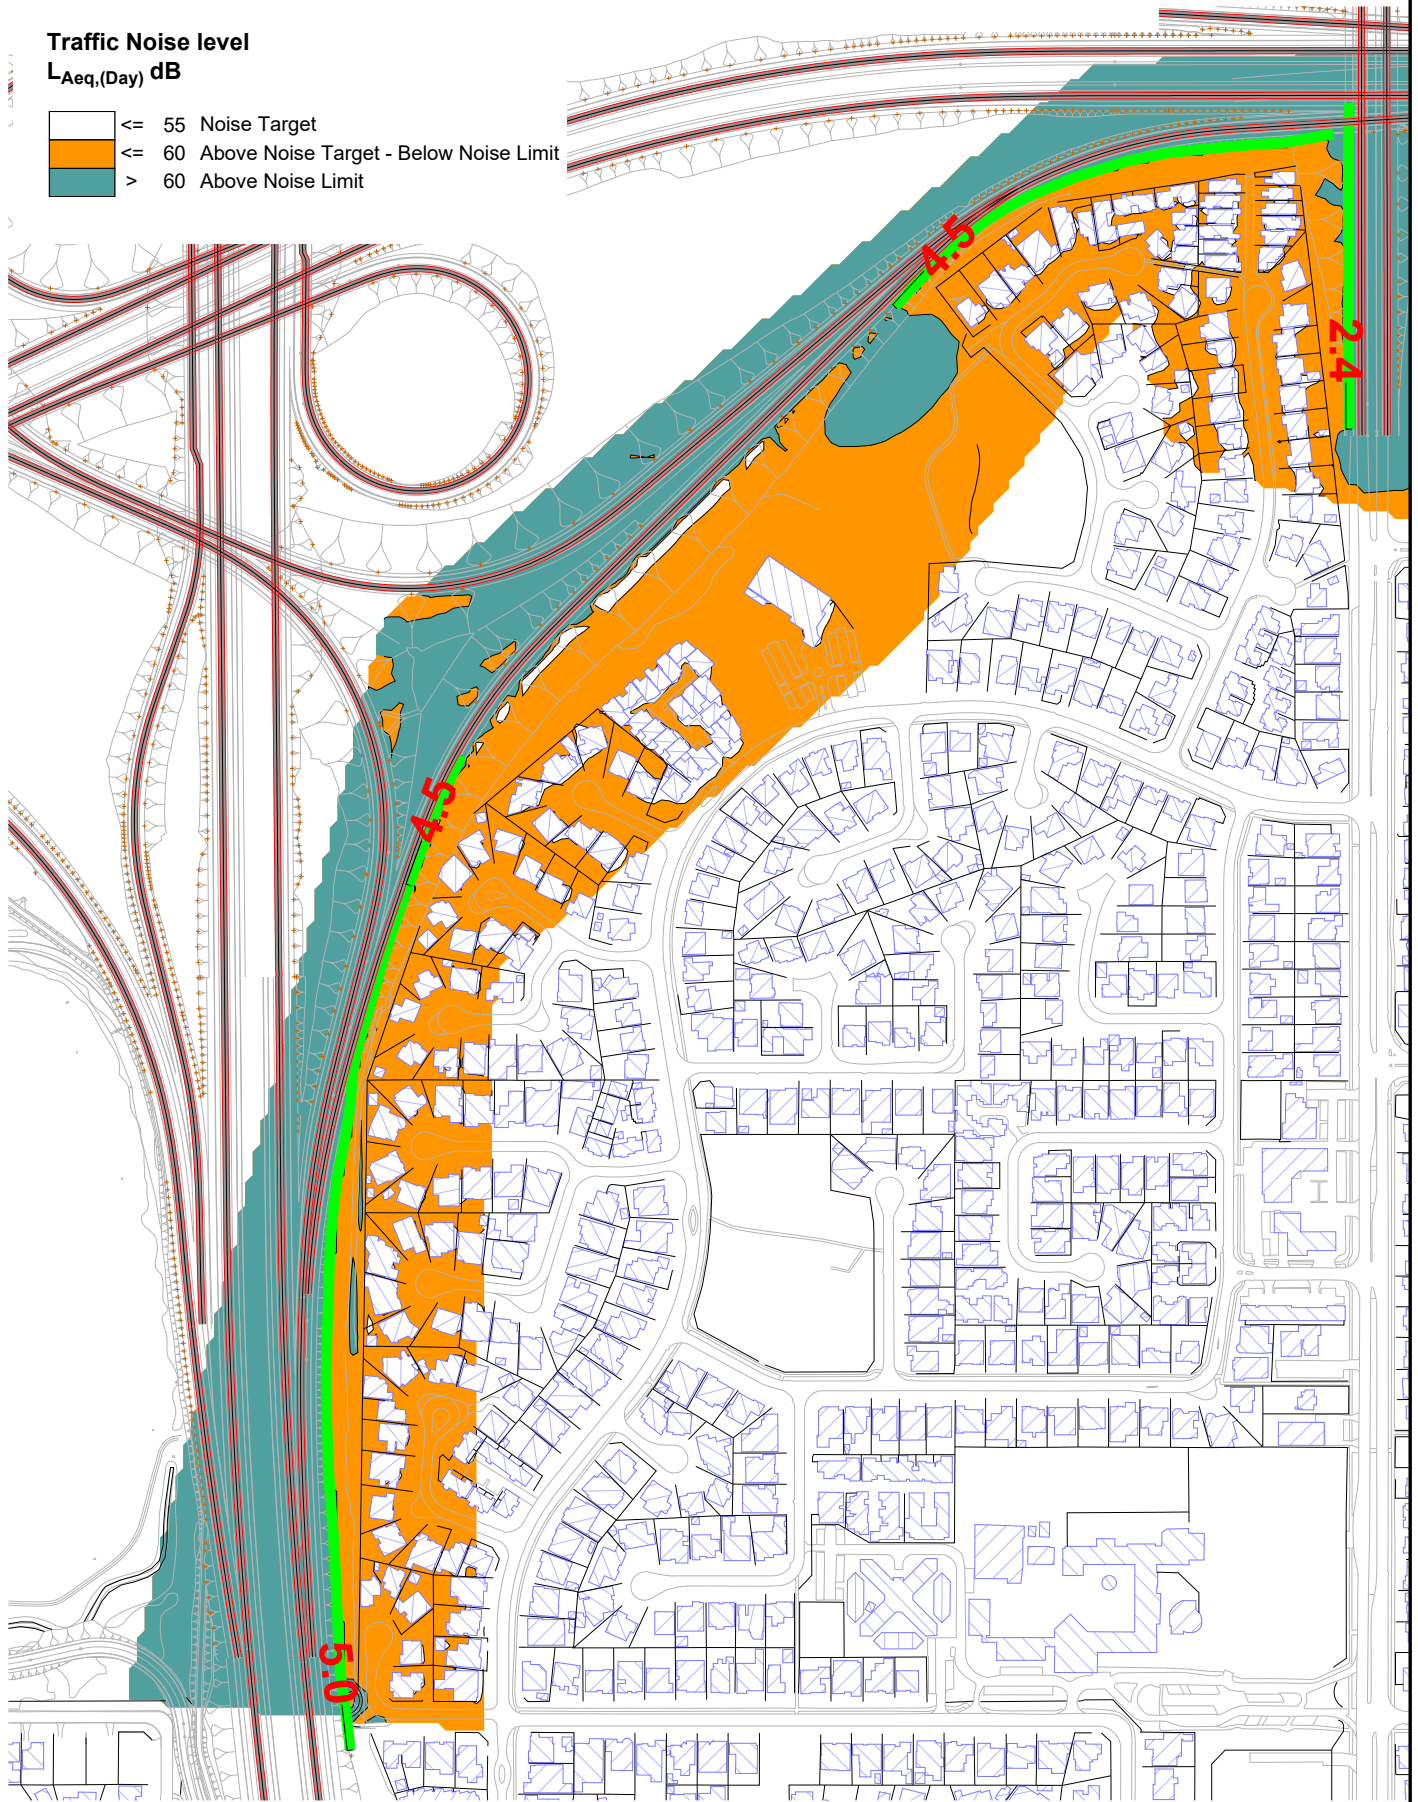 Traffic Noise level
LAeq,(Day) dB
<= 55 Noise Target
<= 60 Above Noise Target - Below Noise Limit
> 60 Above Noise Limit
4.5
2.4
4.5
5.0